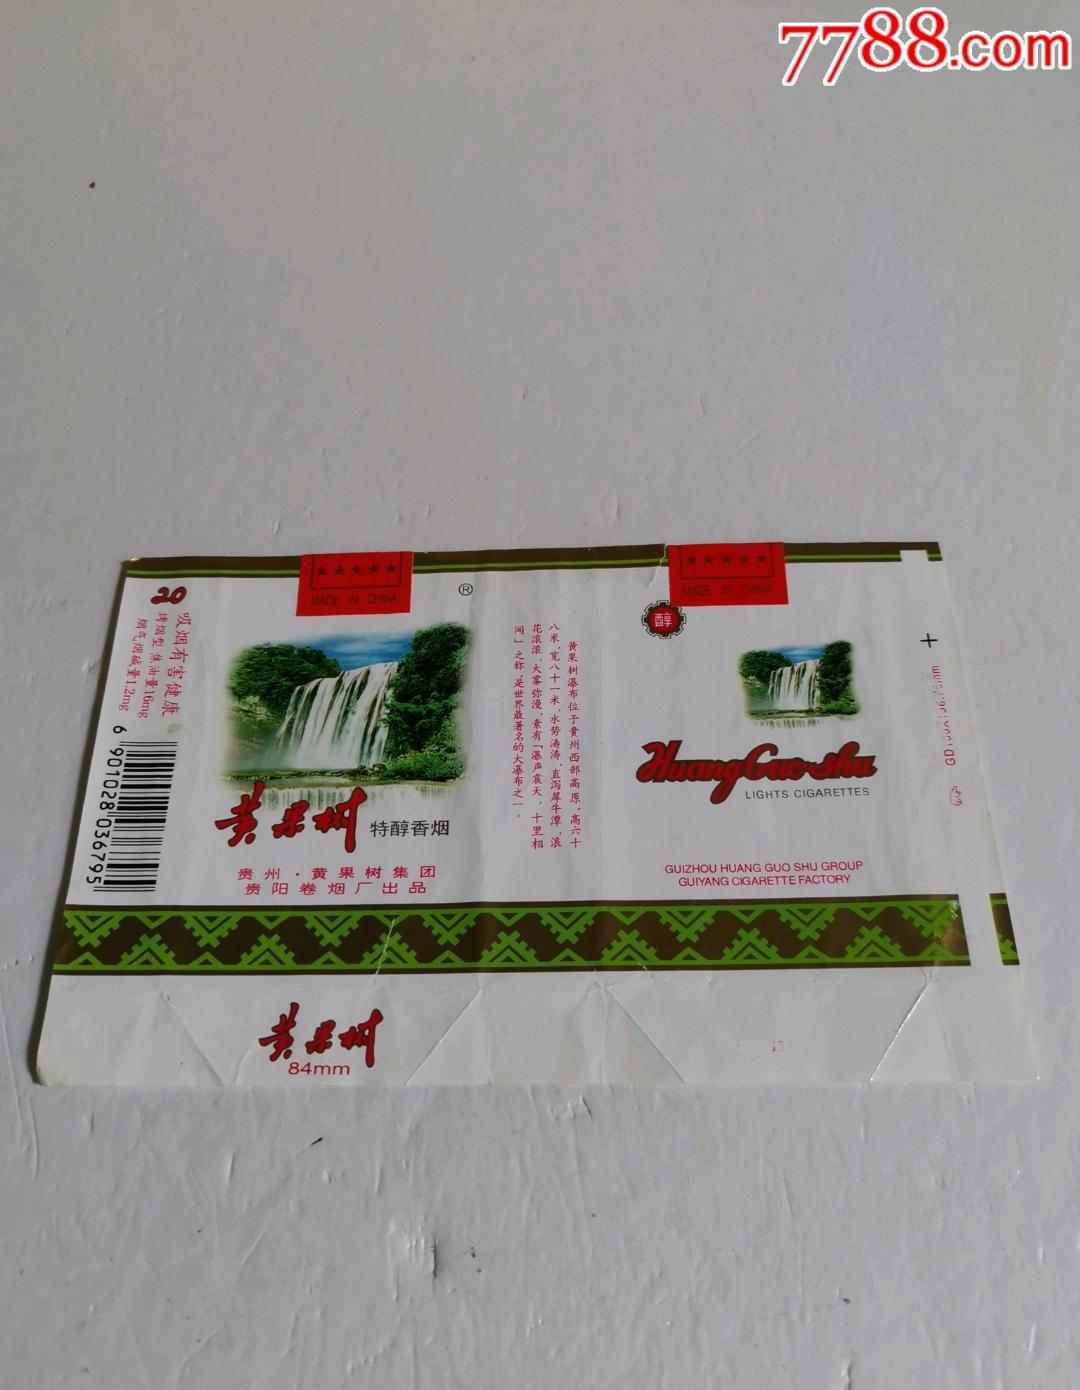 7788.com
★★★★★
MADE IN CHINA
★★★★★
MADE IN CHINA
20
吸烟有害健康
烤烟型 焦油量16mg
烟气烟碱量1.2mg
6 901028 036795
®
黄果树
特醇香烟
贵州·黄果树集团
贵阳卷烟厂出品
黄果树瀑布位于贵州西部高原,高六十
八米,宽八十一米,水势涛涛,直泻犀牛潭,浪
花滚滚,大雾弥漫,素有「瀑声震天,十里相
闻」之称,是世界最著名的大瀑布之一。
醇
HuangGuo-shu
LIGHTS CIGARETTES
GUIZHOU HUANG GUO SHU GROUP
GUIYANG CIGARETTE FACTORY
黄果树
84mm